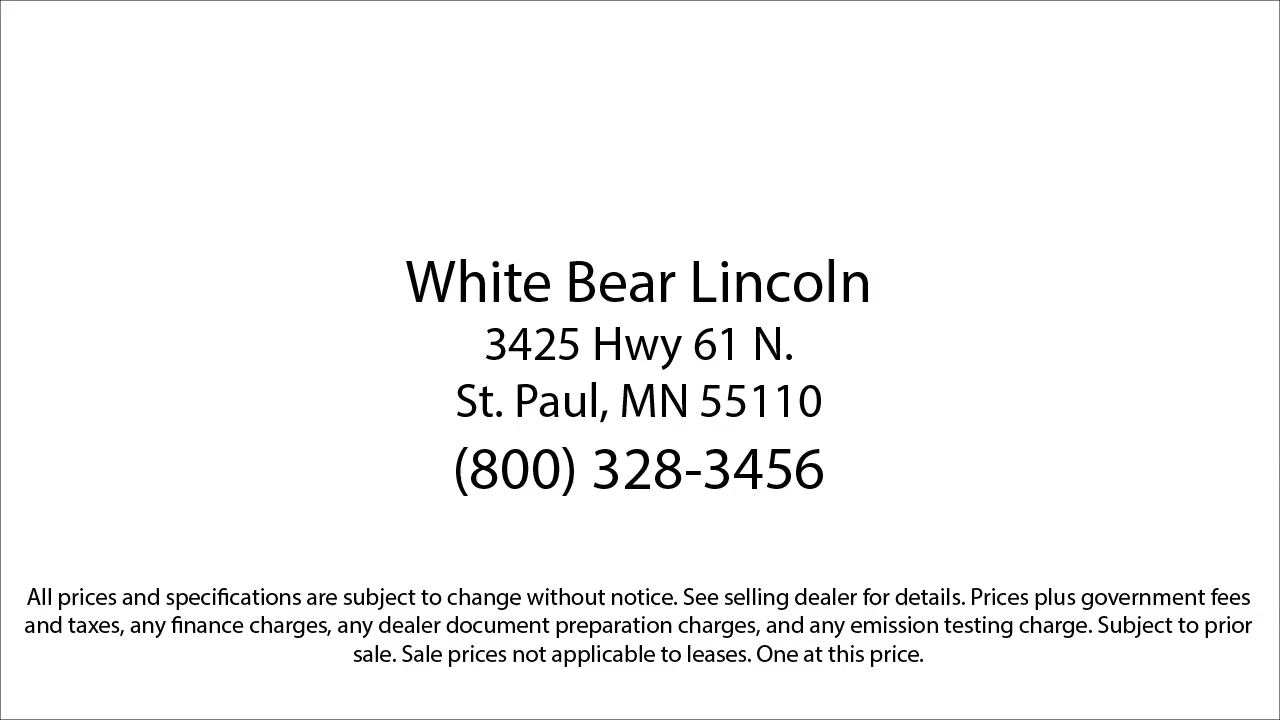 White Bear Lincoln
3425 Hwy 61 N.
St. Paul, MN 55110
(800) 328-3456
All prices and specifications are subject to change without notice. See selling dealer for details. Prices plus government fees
and taxes, any finance charges, any dealer document preparation charges, and any emission testing charge. Subject to prior
sale. Sale prices not applicable to leases. One at this price.